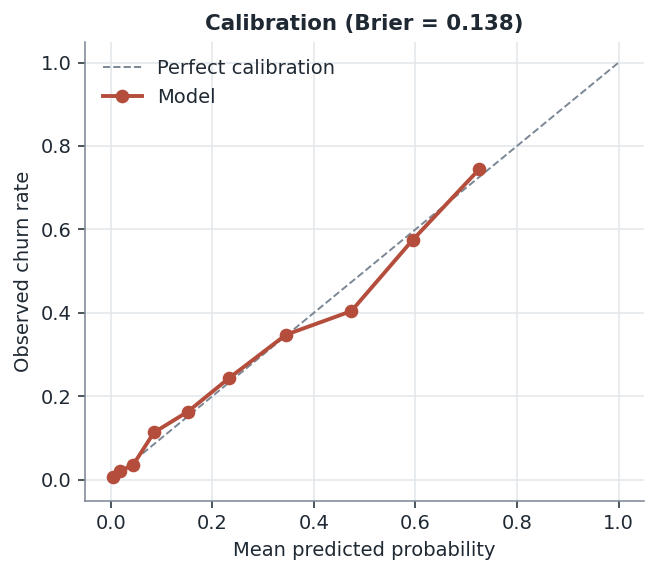 Calibration (Brier = 0.138)
Perfect calibration
Model
Observed churn rate
1.0
0.8
0.6
0.4
0.2
0.0
0.0 0.2 0.4 0.6 0.8 1.0
Mean predicted probability